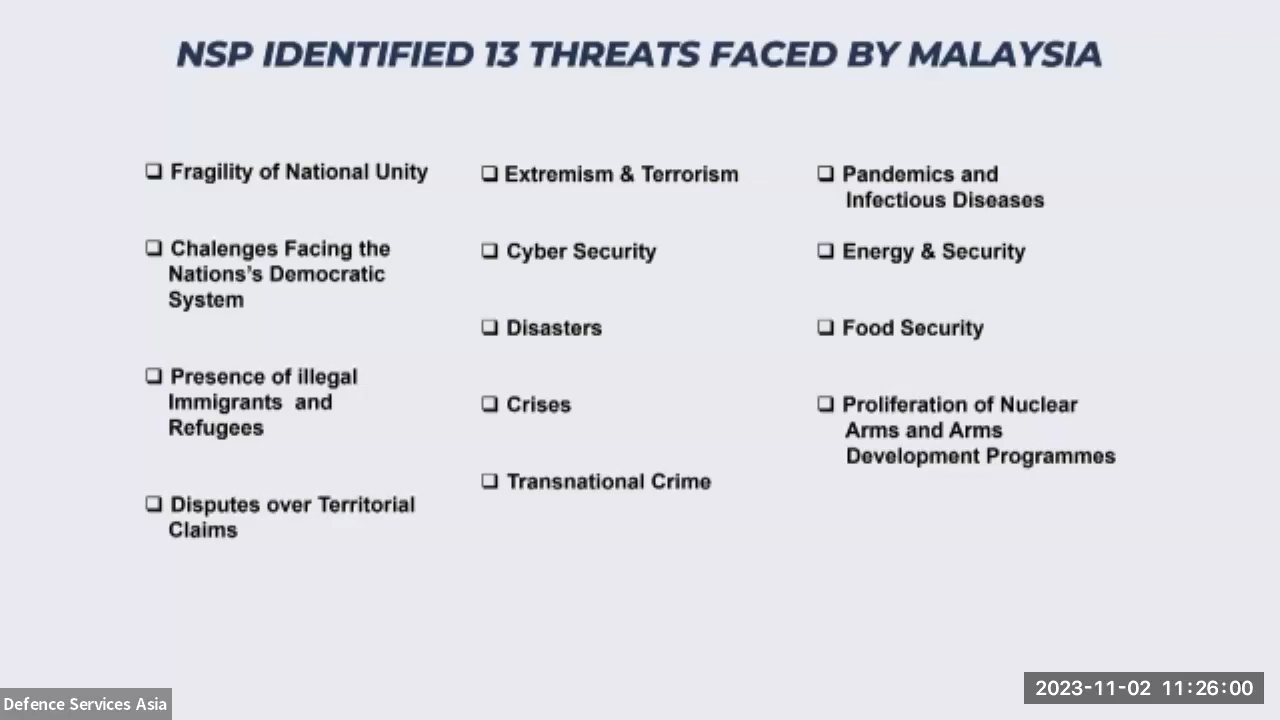 NSP IDENTIFIED 13 THREATS FACED BY MALAYSIA
❑ Fragility of National Unity
❑ Chalenges Facing the
Nations's Democratic
System
❑ Presence of illegal
Immigrants and
Refugees
❑ Disputes over Territorial
Claims
❑ Extremism & Terrorism
❑ Cyber Security
❑ Disasters
❑ Crises
❑ Transnational Crime
❑ Pandemics and
Infectious Diseases
❑ Energy & Security
❑ Food Security
❑ Proliferation of Nuclear
Arms and Arms
Development Programmes
Defence Services Asia
2023-11-02 11:26:00